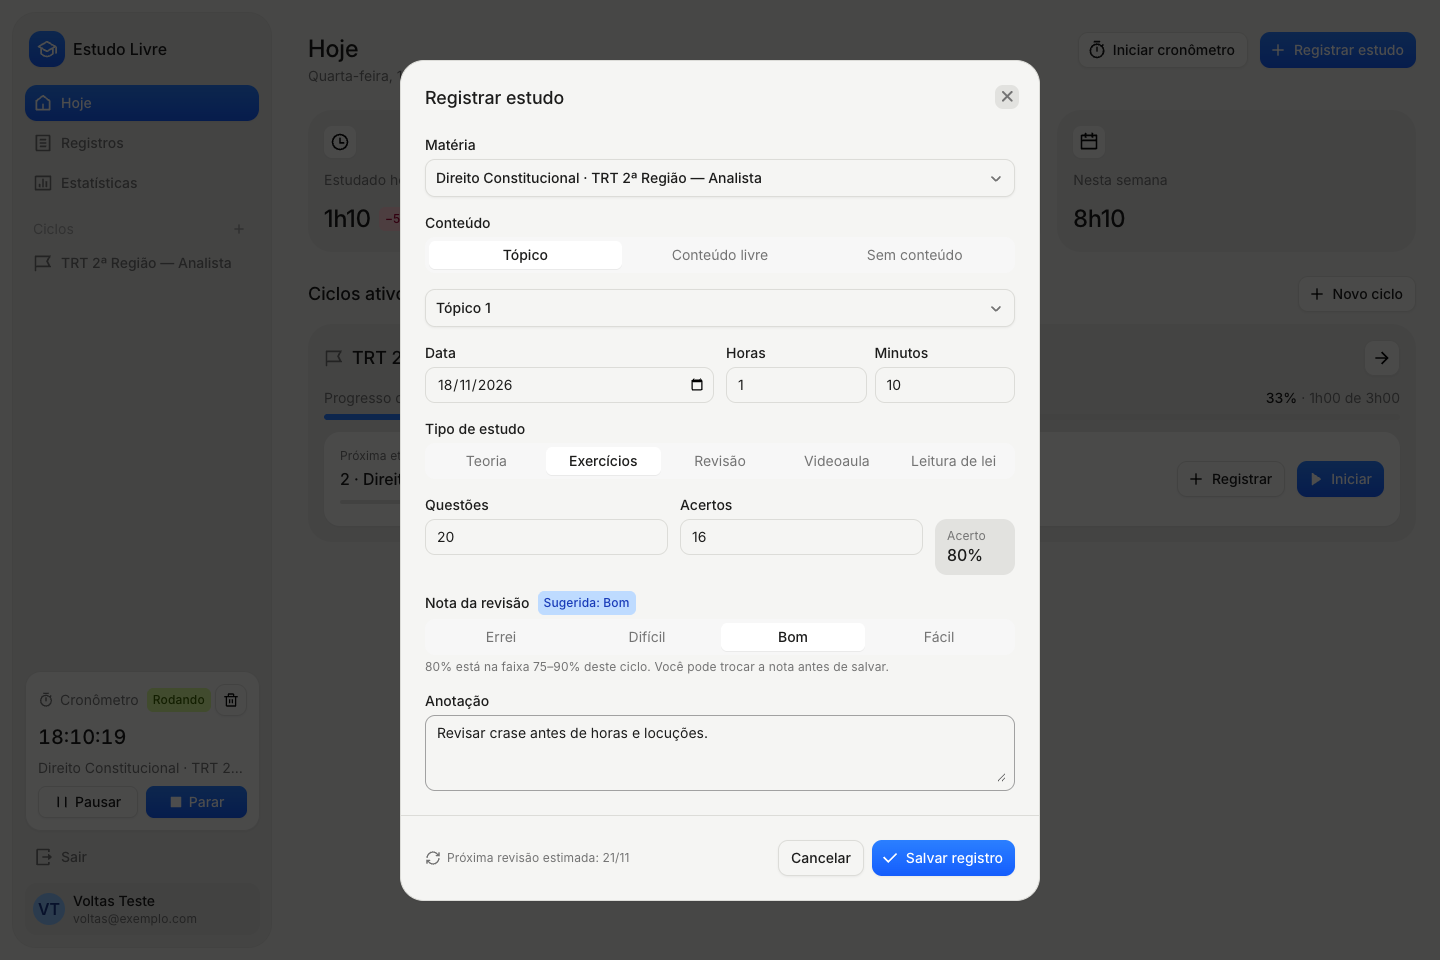 Estudo Livre
Hoje
Registros
Estatísticas
Ciclos
TRT 2ª Região — Analista
Cronômetro
Rodando
18:10:19
Direito Constitucional · TRT 2...
Pausar
Parar
Sair
VT
Voltas Teste
voltas@exemplo.com
Hoje
Quarta-feira,
Iniciar cronômetro
Registrar estudo
Estudado
1h10
Nesta semana
8h10
Ciclos
Novo ciclo
TRT 2
Progresso
33% · 1h00 de 3h00
Próxima
2 · Direit
Registrar
Iniciar
Registrar estudo
Matéria
Direito Constitucional · TRT 2ª Região — Analista
Conteúdo
Tópico
Conteúdo livre
Sem conteúdo
Tópico 1
Data
Horas
Minutos
18/11/2026
1
10
Tipo de estudo
Teoria
Exercícios
Revisão
Videoaula
Leitura de lei
Questões
Acertos
20
16
Acerto
80%
Nota da revisão
Sugerida: Bom
Errei
Difícil
Bom
Fácil
80% está na faixa 75–90% deste ciclo. Você pode trocar a nota antes de salvar.
Anotação
Revisar crase antes de horas e locuções.
Próxima revisão estimada: 21/11
Cancelar
Salvar registro